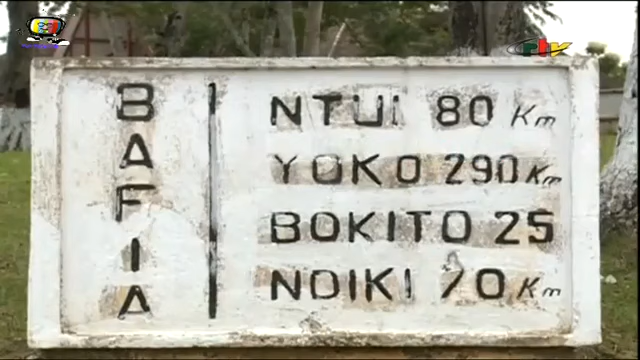 BAFIA
NTUI 80 Km
YOKO 290 Km
BOKITO 25
NDIKI 70 Km